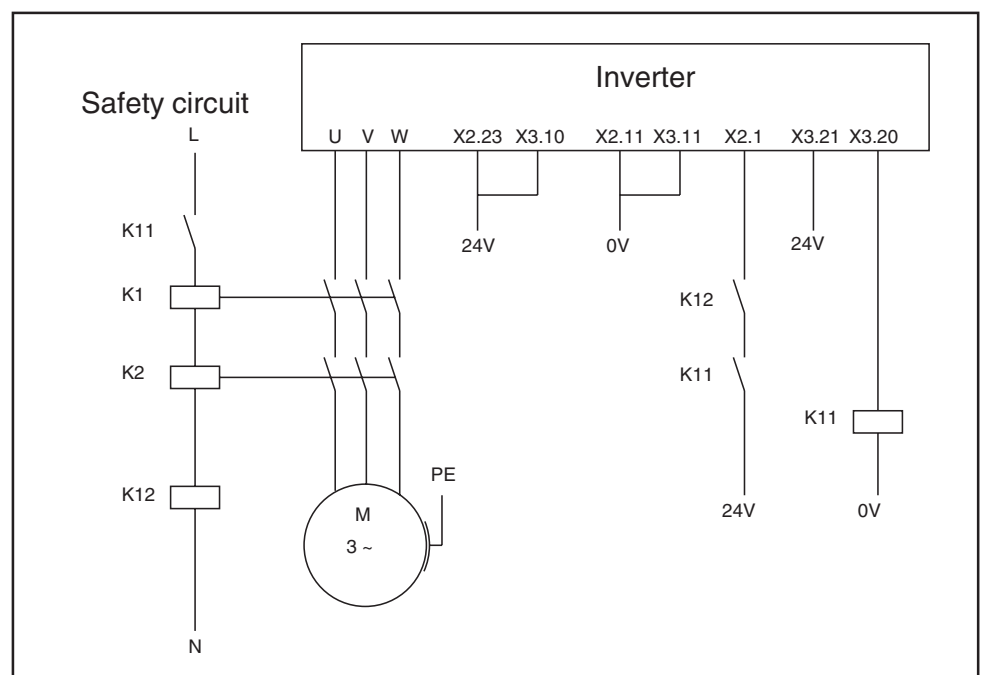 Inverter
Safety circuit
L
U V W X2.23 X3.10 X2.11 X3.11 X2.1 X3.21 X3.20
K11
24V 0V 24V
K1
K12
K2
K11
K11
PE
K12
24V 0V
M
3 ~
N